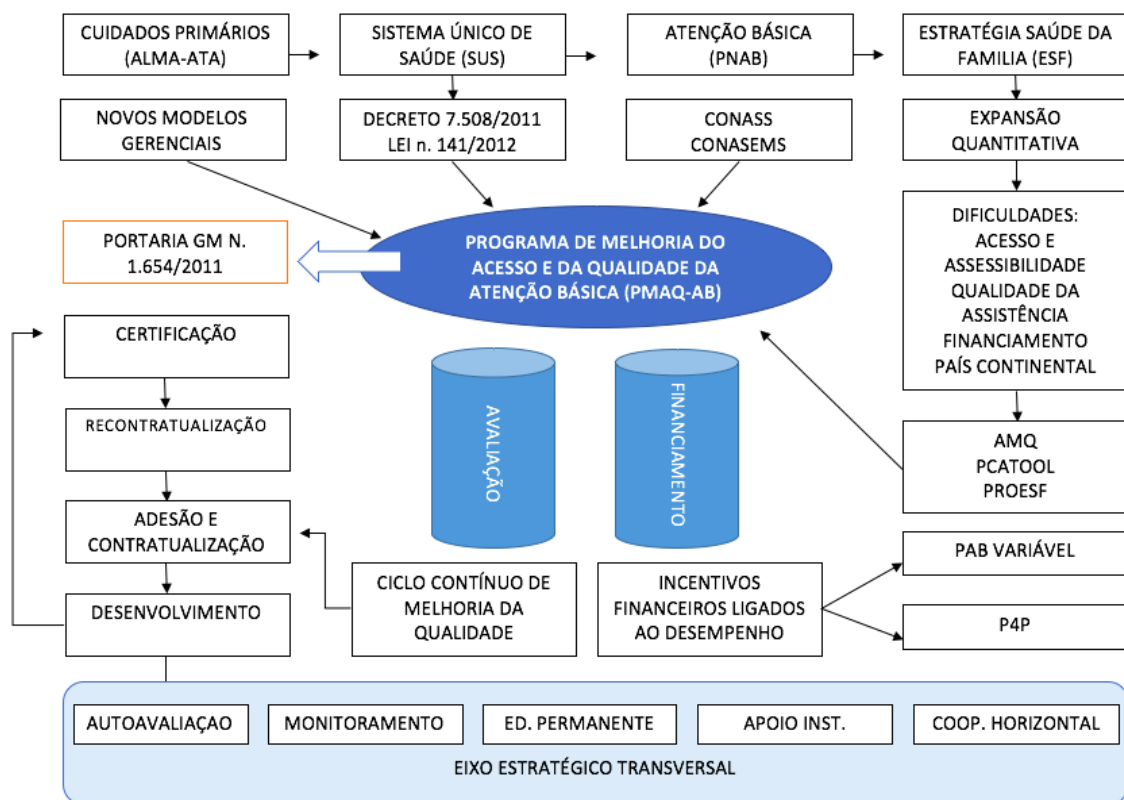 CUIDADOS PRIMÁRIOS
(ALMA-ATA)
SISTEMA ÚNICO DE
SAÚDE (SUS)
ATENÇÃO BÁSICA
(PNAB)
ESTRATÉGIA SAÚDE DA
FAMILIA (ESF)
NOVOS MODELOS
GERENCIAIS
DECRETO 7.508/2011
LEI n. 141/2012
CONASS
CONASEMS
EXPANSÃO
QUANTITATIVA
PORTARIA GM N.
1.654/2011
PROGRAMA DE MELHORIA DO
ACESSO E DA QUALIDADE DA
ATENÇÃO BÁSICA (PMAQ-AB)
DIFICULDADES:
ACESSO E
ASSESSIBILIDADE
QUALIDADE DA
ASSISTÊNCIA
FINANCIAMENTO
PAÍS CONTINENTAL
CERTIFICAÇÃO
RECONTRATUALIZAÇÃO
AVALIAÇÃO
FINANCIAMENTO
AMQ
PCATOOL
PROESF
ADESÃO E
CONTRATUALIZAÇÃO
DESENVOLVIMENTO
CICLO CONTÍNUO DE
MELHORIA DA
QUALIDADE
INCENTIVOS
FINANCEIROS LIGADOS
AO DESEMPENHO
PAB VARIÁVEL
P4P
AUTOAVALIAÇAO
MONITORAMENTO
ED. PERMANENTE
APOIO INST.
COOP. HORIZONTAL
EIXO ESTRATÉGICO TRANSVERSAL